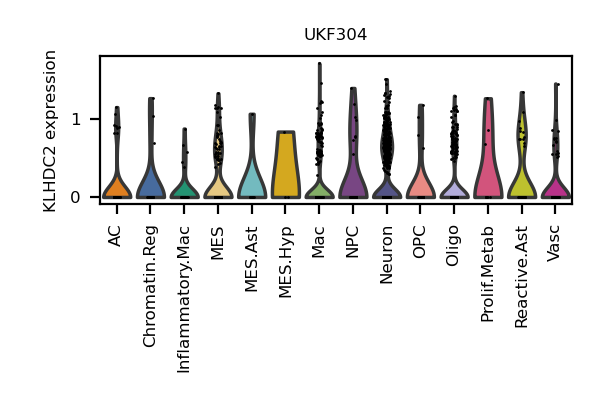 UKF304
KLHDC2 expression
1
0
AC
Chromatin.Reg
Inflammatory.Mac
MES
MES.Ast
MES.Hyp
Mac
NPC
Neuron
OPC
Oligo
Prolif.Metab
Reactive.Ast
Vasc